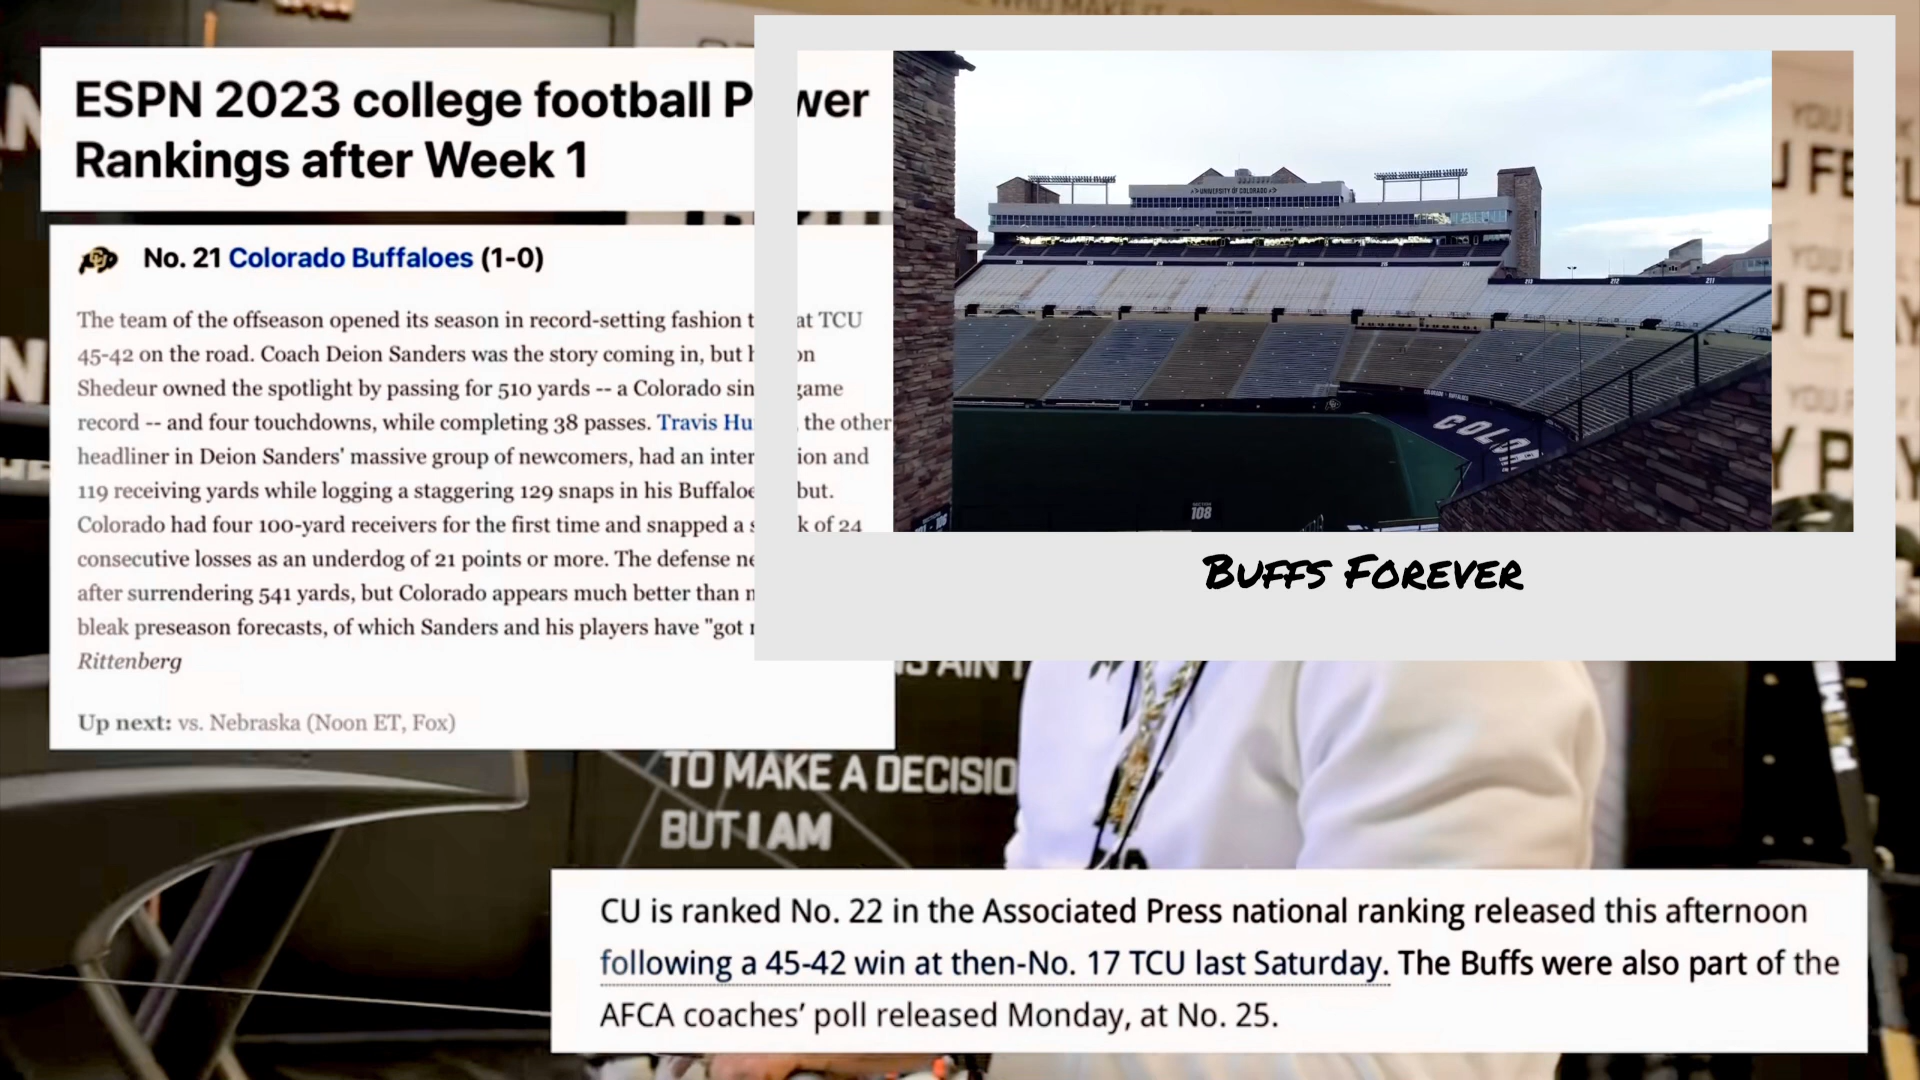 ESPN 2023 college football P wer
Rankings after Week 1
No. 21 Colorado Buffaloes (1-0)
The team of the offseason opened its season in record-setting fashion t at TCU
45-42 on the road. Coach Deion Sanders was the story coming in, but h on
Shedeur owned the spotlight by passing for 510 yards -- a Colorado sin game
record -- and four touchdowns, while completing 38 passes. Travis Hu , the other
headliner in Deion Sanders' massive group of newcomers, had an inter ion and
119 receiving yards while logging a staggering 129 snaps in his Buffaloe but.
Colorado had four 100-yard receivers for the first time and snapped a s k of 24
consecutive losses as an underdog of 21 points or more. The defense ne
after surrendering 541 yards, but Colorado appears much better than m
bleak preseason forecasts, of which Sanders and his players have "got r
Rittenberg
Up next: vs. Nebraska (Noon ET, Fox)
UNIVERSITY OF COLORADO
COLOR
108
Buffs Forever
TO MAKE A DECISIO
BUT I AM
CU is ranked No. 22 in the Associated Press national ranking released this afternoon
following a 45-42 win at then-No. 17 TCU last Saturday. The Buffs were also part of the
AFCA coaches’ poll released Monday, at No. 25.